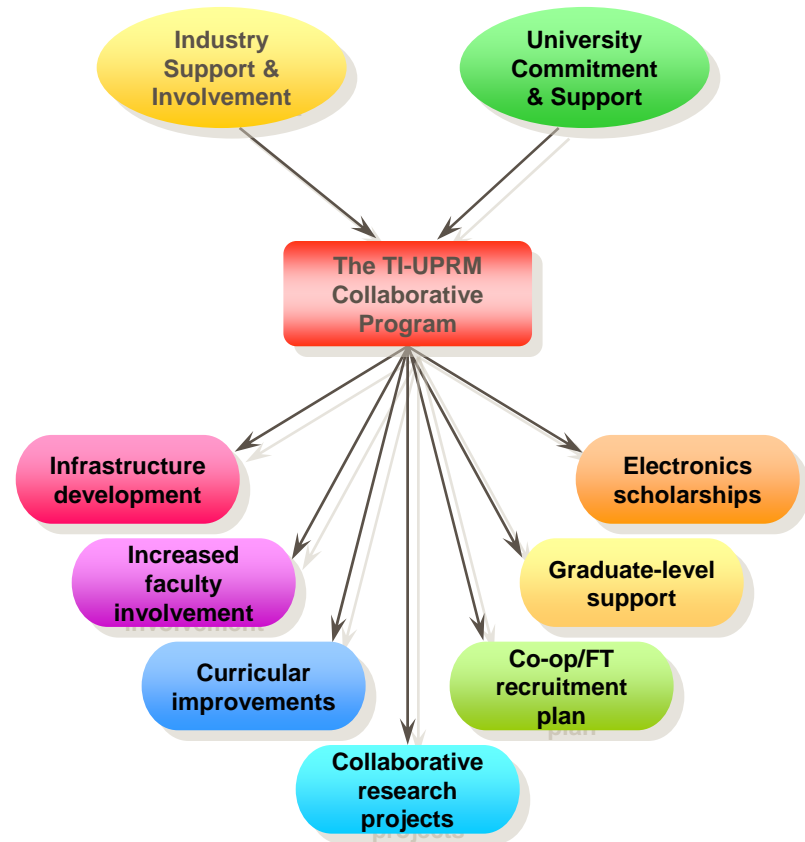 Industry
Support &
Involvement
University
Commitment
& Support
The TI-UPRM
Collaborative
Program
Infrastructure
development
Electronics
scholarships
Increased
faculty
involvement
Graduate-level
support
Curricular
improvements
Co-op/FT
recruitment
plan
Collaborative
research
projects